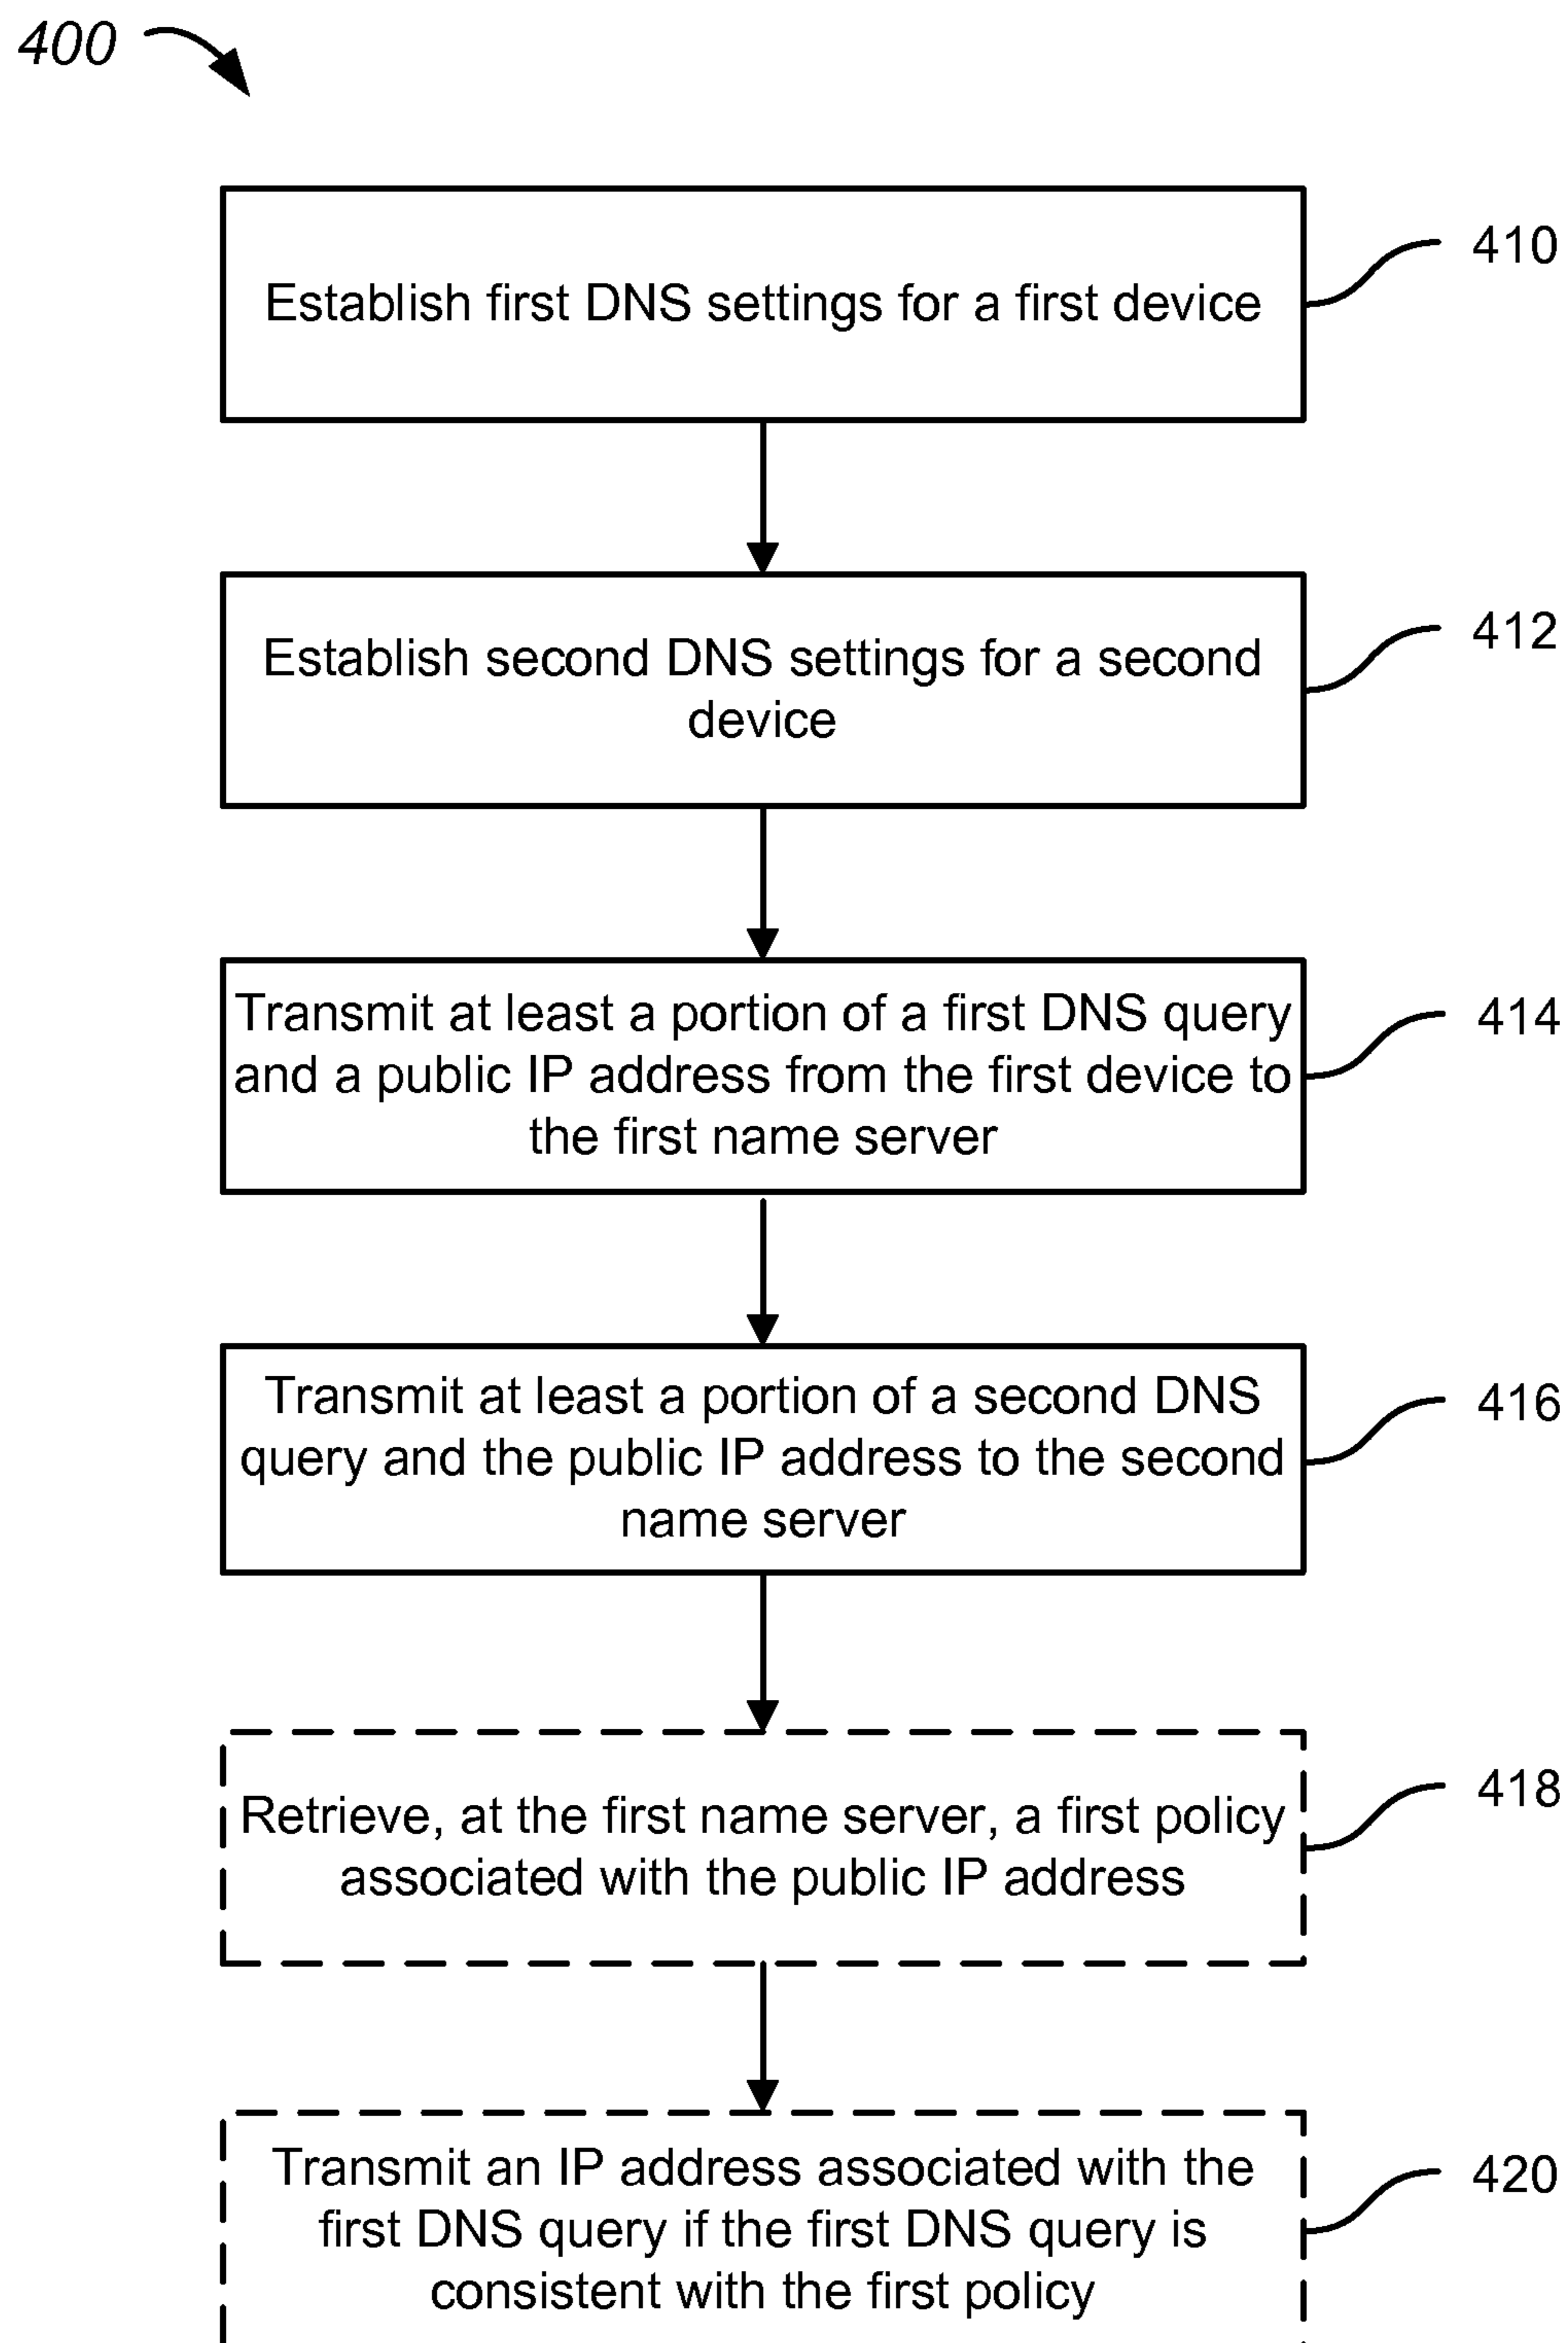 400
Establish first DNS settings for a first device
410
Establish second DNS settings for a second
device
412
Transmit at least a portion of a first DNS query
and a public IP address from the first device to
the first name server
414
Transmit at least a portion of a second DNS
query and the public IP address to the second
name server
416
Retrieve, at the first name server, a first policy
associated with the public IP address
418
Transmit an IP address associated with the
first DNS query if the first DNS query is
consistent with the first policy
420